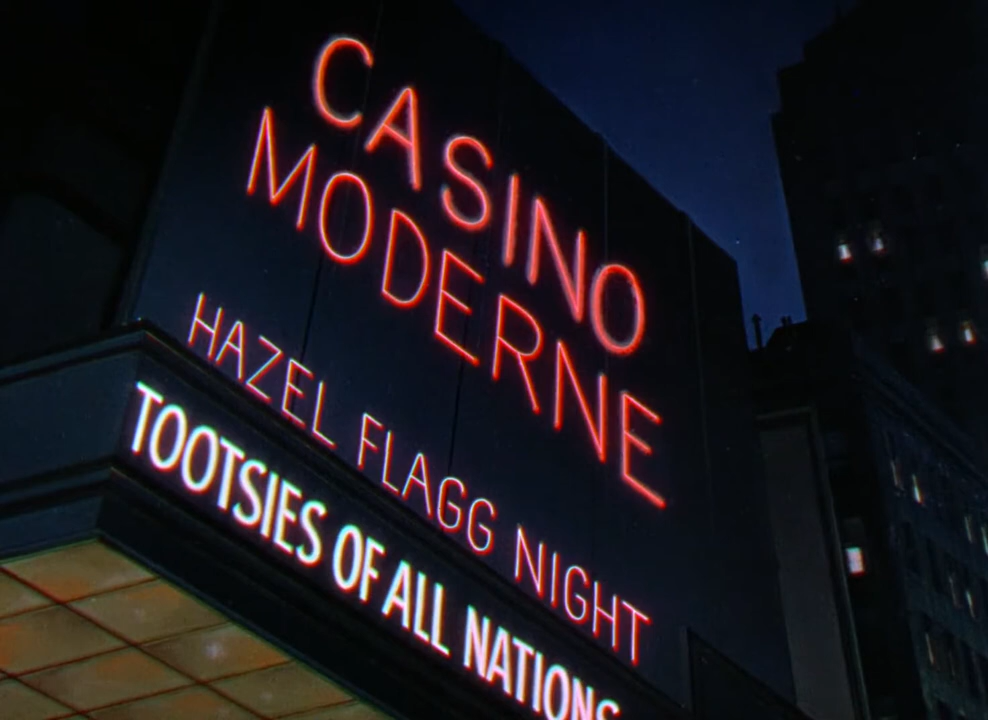 CASINO
MODERNE
HAZEL FLAGG NIGHT
TOOTSIES OF ALL NATIONS